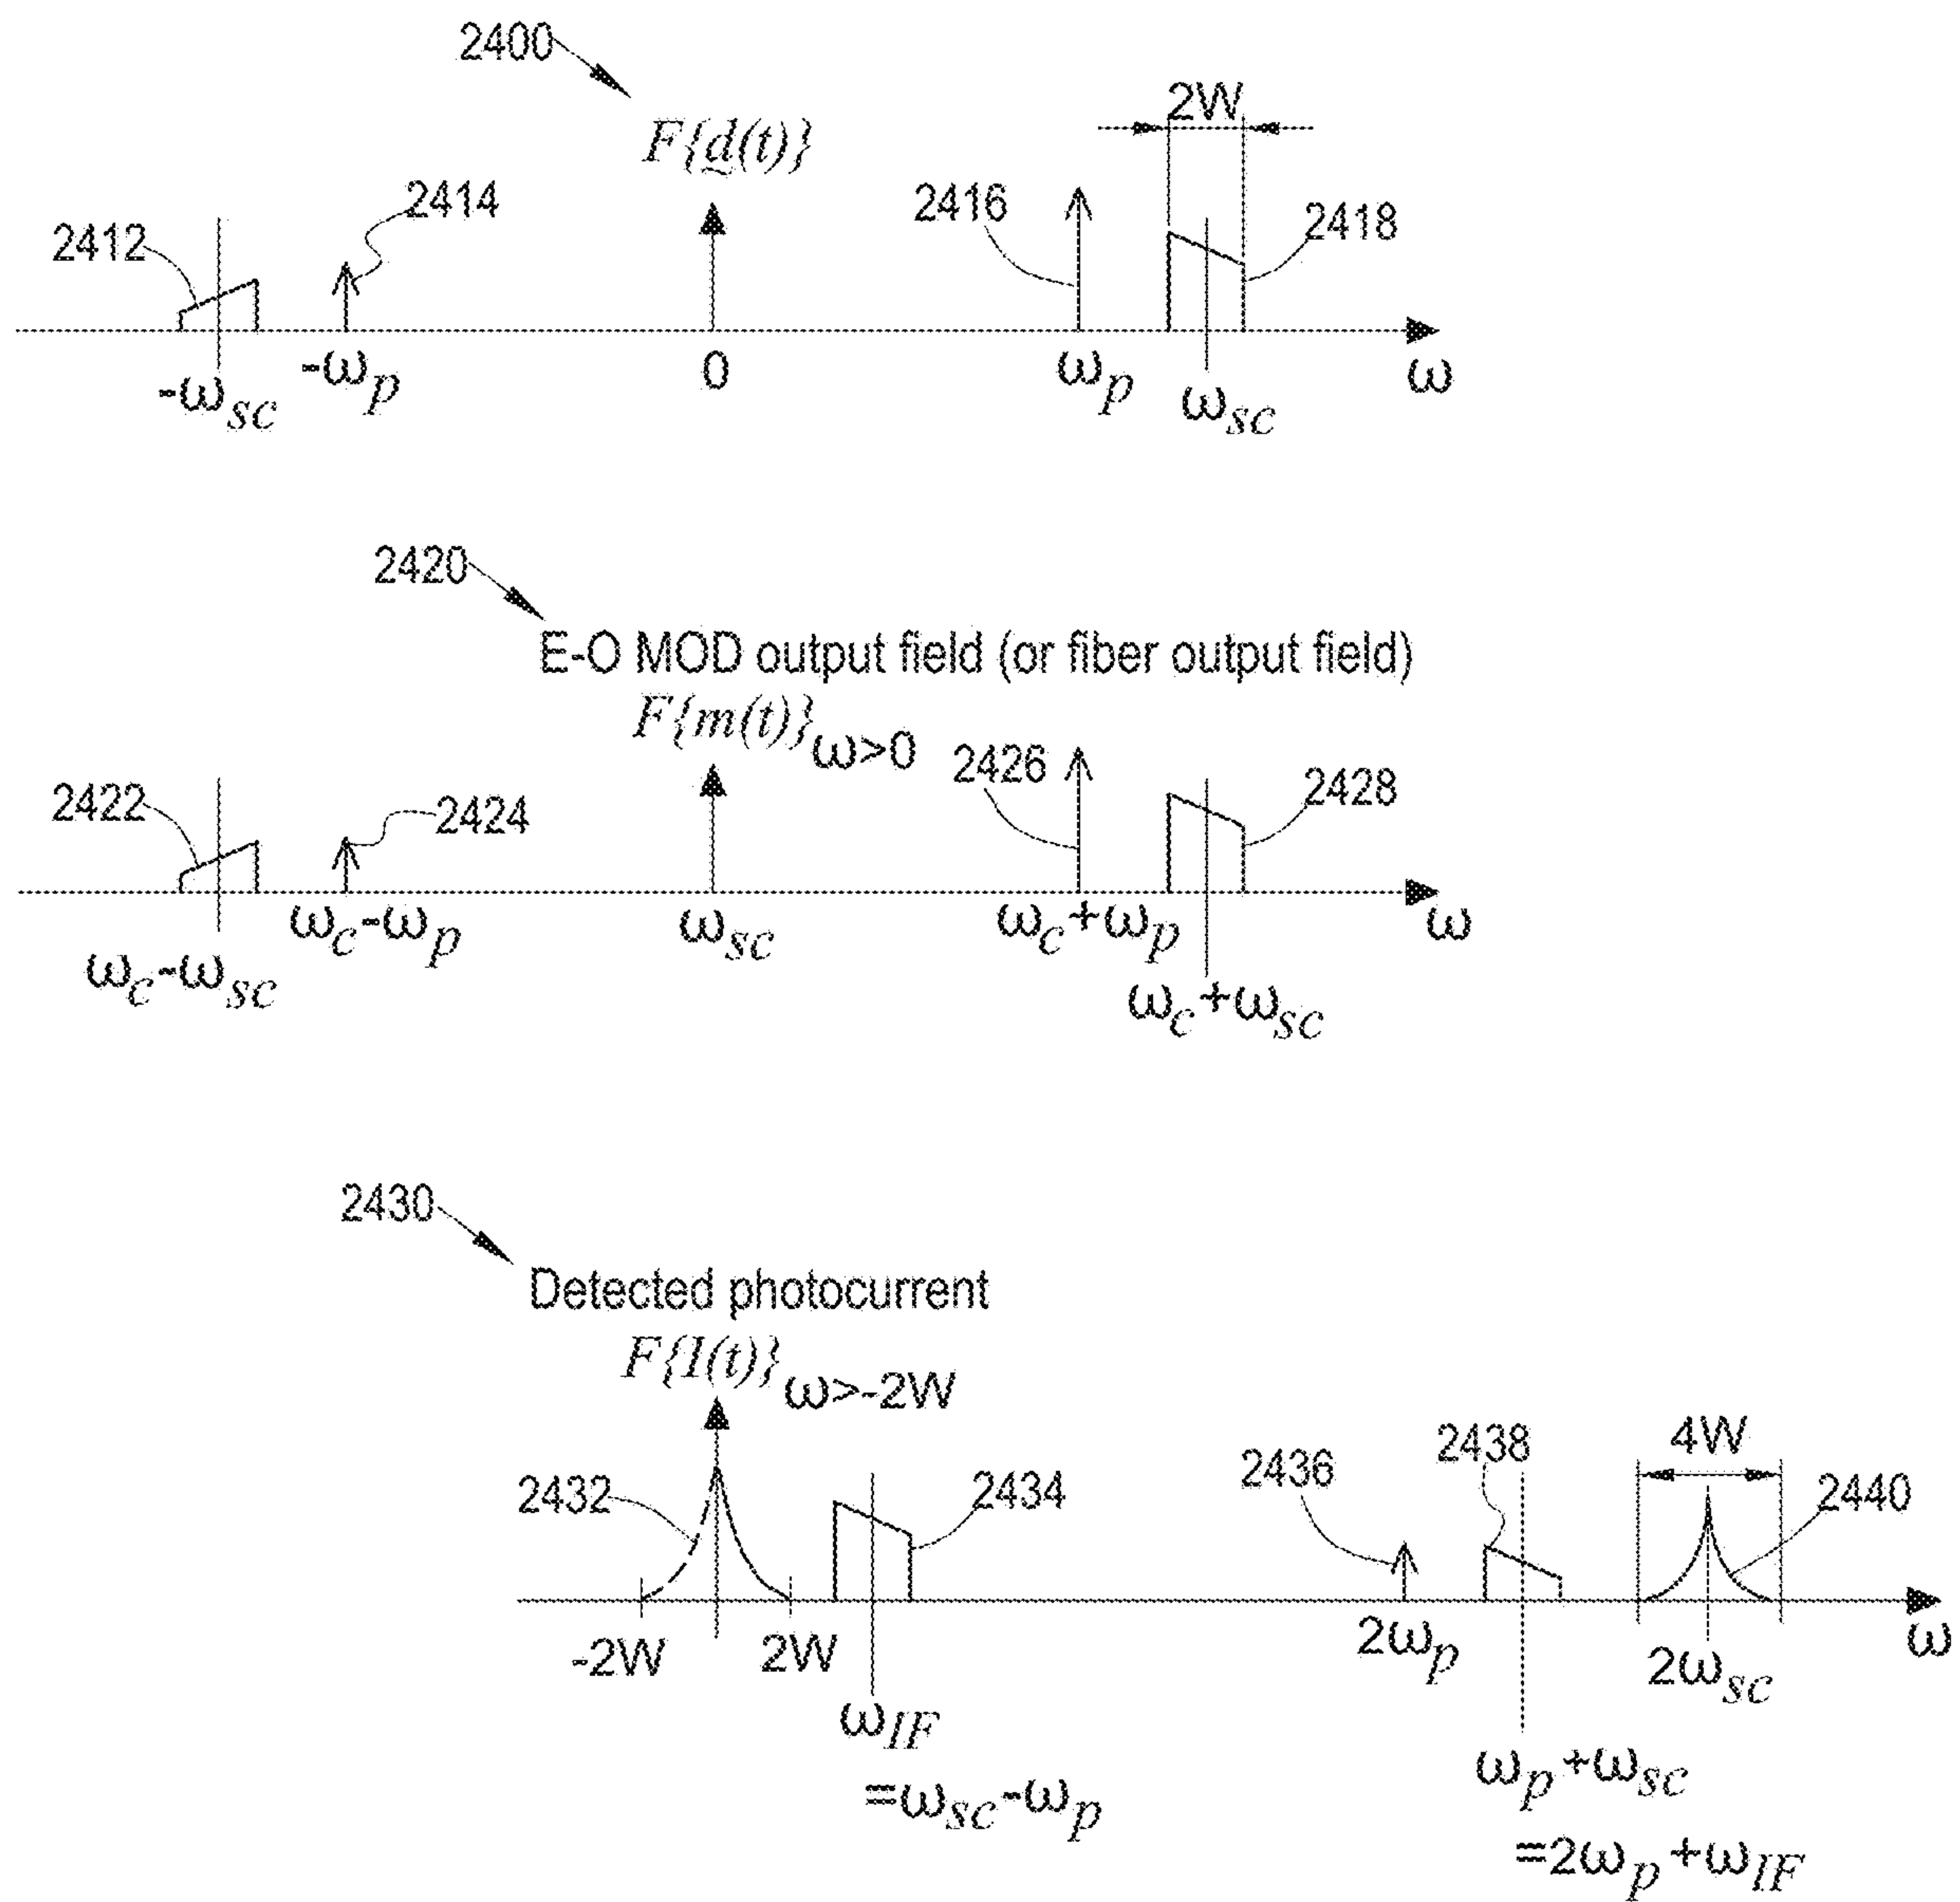 2400
F{d(t)}
2W
2412
2414
2416
2418
-ωsc
-ωp
0
ωp
ωsc
ω
2420
E-O MOD output field (or fiber output field)
F{m(t)}ω>0
2422
2424
2426
2428
ωc-ωsc
ωc-ωp
ωsc
ωc+ωp
ωc+ωsc
ω
2430
Detected photocurrent
F{I(t)}ω>-2W
2432
2434
2436
2438
4W
2440
-2W
2W
ωIF
=ωsc-ωp
2ωp
ωp+ωsc
=2ωp+ωIF
2ωsc
ω